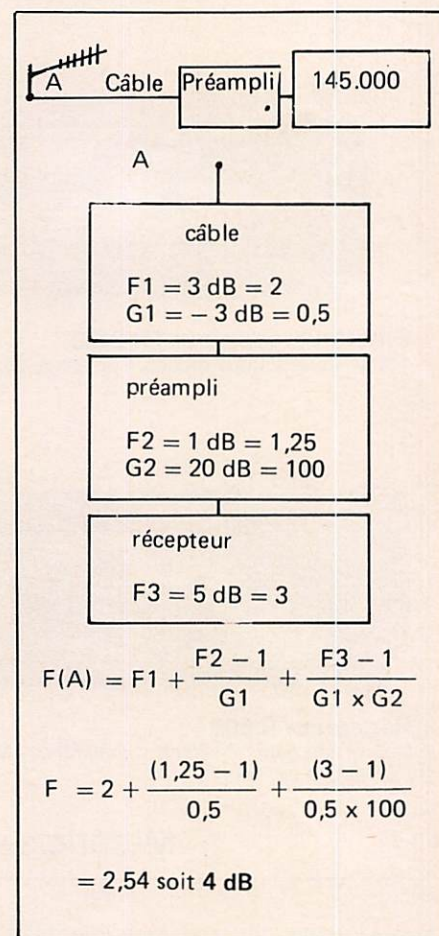 A Câble Préampli 145.000
A
câble
F1 = 3 dB = 2
G1 = – 3 dB = 0,5
préampli
F2 = 1 dB = 1,25
G2 = 20 dB = 100
récepteur
F3 = 5 dB = 3
F(A) = F1 + (F2 – 1)/G1 + (F3 – 1)/(G1 x G2)
F = 2 + (1,25 – 1)/0,5 + (3 – 1)/(0,5 x 100)
= 2,54 soit 4 dB